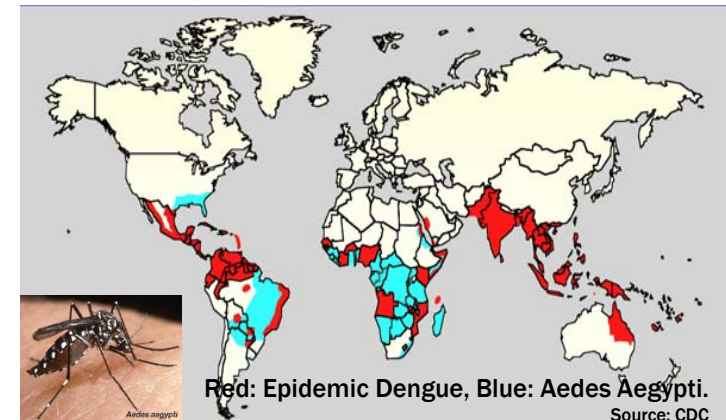 Aedes aegypti
Red: Epidemic Dengue, Blue: Aedes Aegypti.
Source: CDC